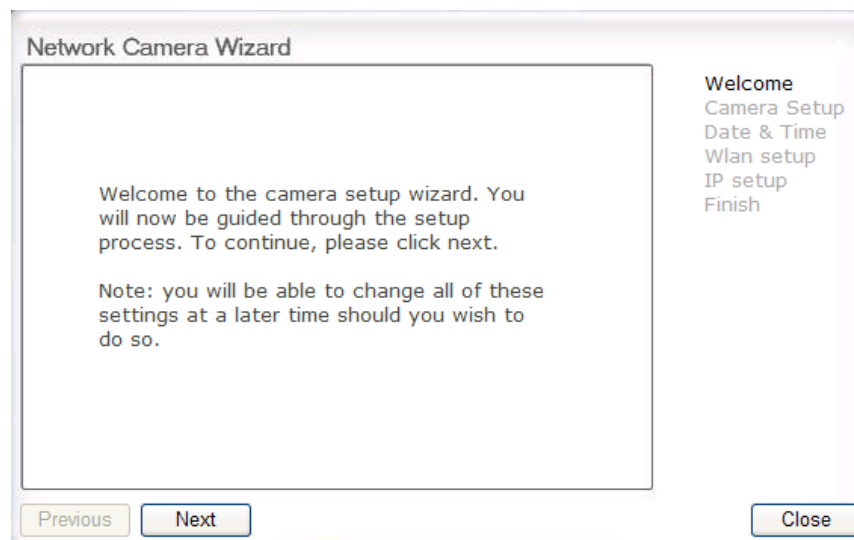 Network Camera Wizard
Welcome to the camera setup wizard. You
will now be guided through the setup
process. To continue, please click next.
Note: you will be able to change all of these
settings at a later time should you wish to
do so.
Welcome
Camera Setup
Date & Time
Wlan setup
IP setup
Finish
Previous
Next
Close